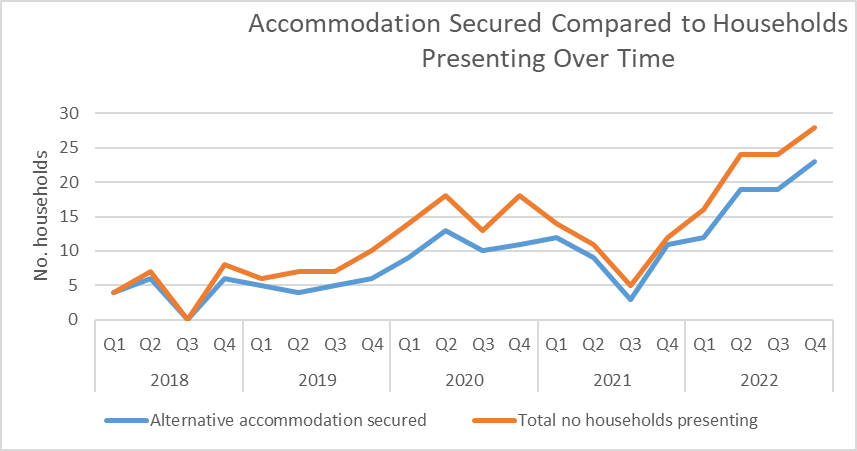 Accommodation Secured Compared to Households
Presenting Over Time
No. households
30
25
20
15
10
5
0
Q1 Q2 Q3 Q4 Q1 Q2 Q3 Q4 Q1 Q2 Q3 Q4 Q1 Q2 Q3 Q4 Q1 Q2 Q3 Q4
2018 2019 2020 2021 2022
Alternative accommodation secured Total no households presenting